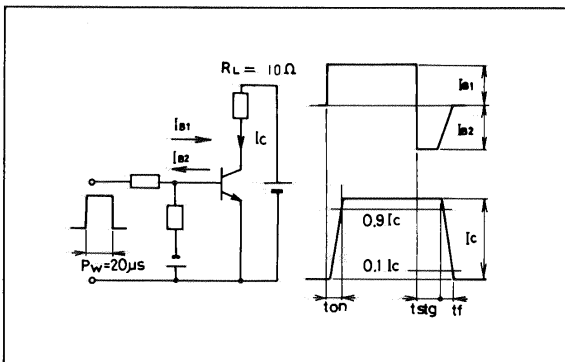 RL = 10Ω
IB1
IB2
Ic
PW=20μs
IB1
IB2
0.9 Ic
Ic
0.1 Ic
ton
tstg
tf